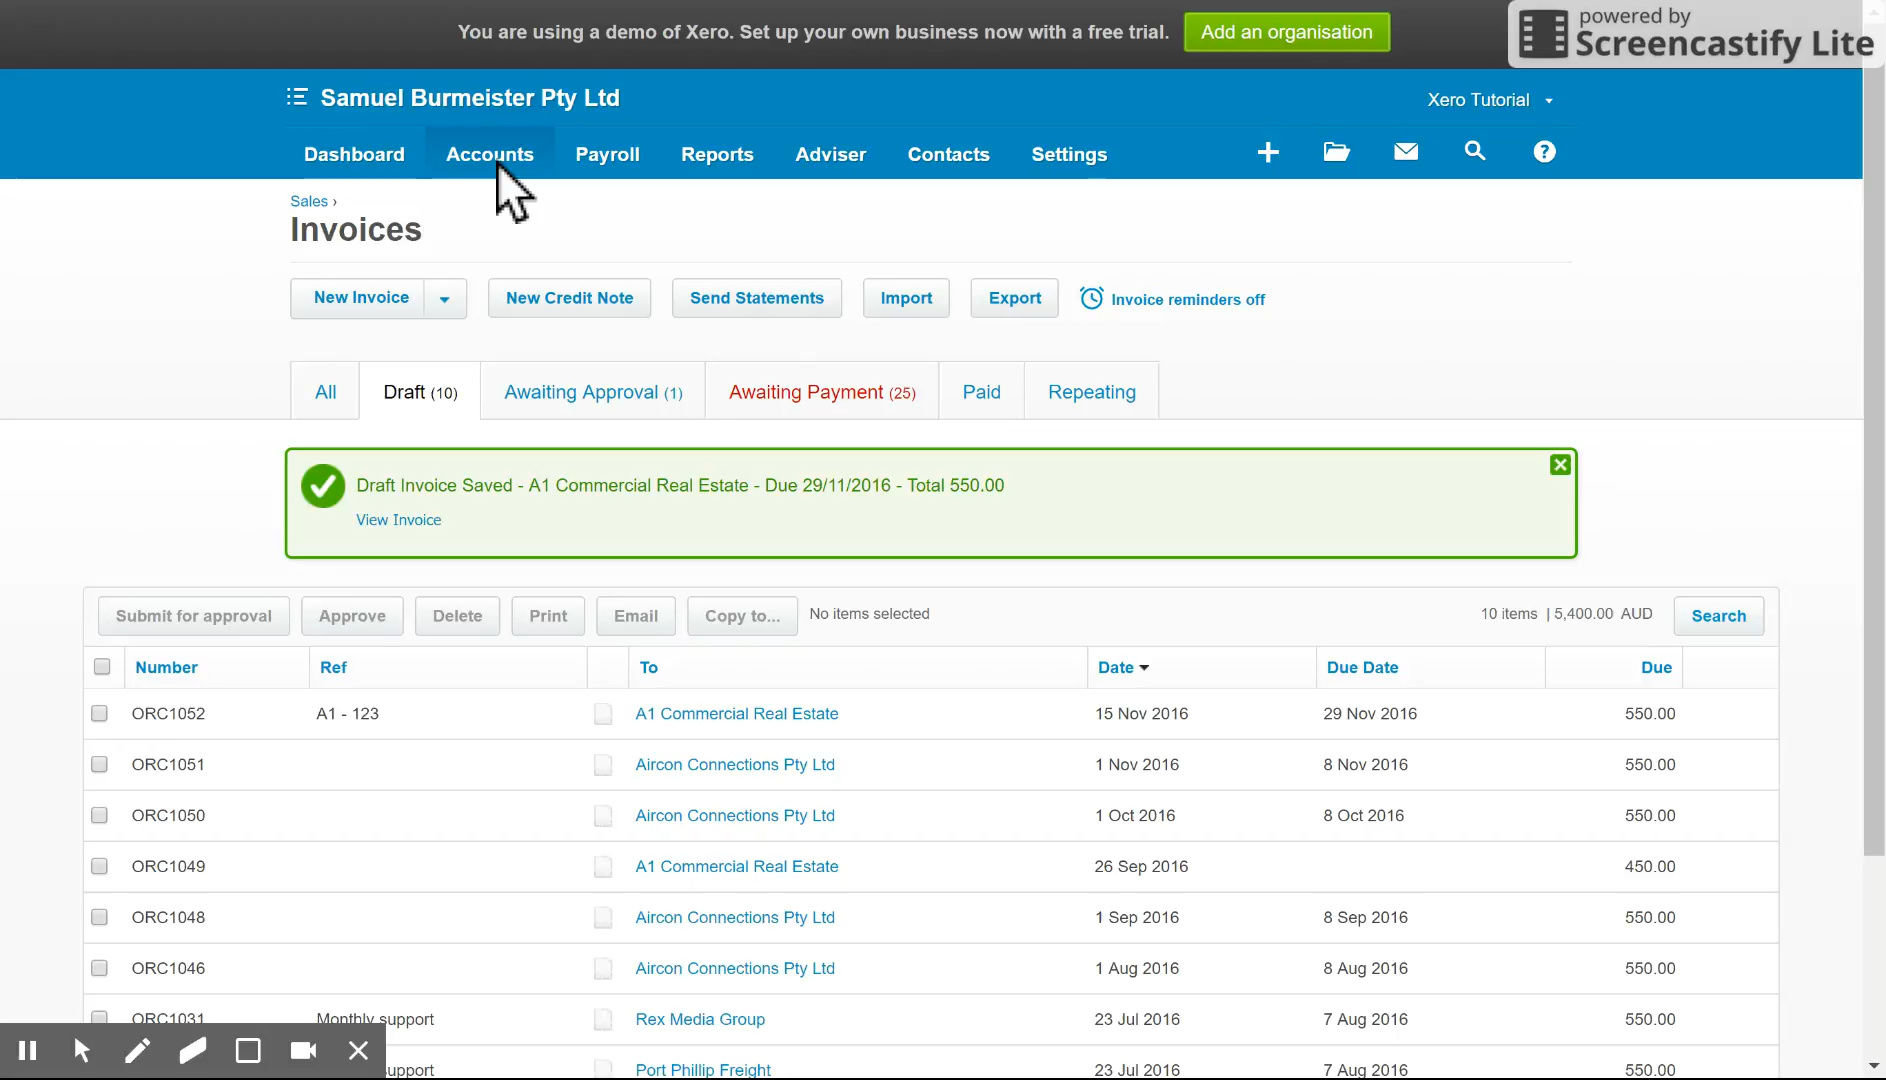 You are using a demo of Xero. Set up your own business now with a free trial. Add an organisation
powered by
Screencastify Lite
Samuel Burmeister Pty Ltd
Xero Tutorial
Dashboard Accounts Payroll Reports Adviser Contacts Settings
Sales ›
Invoices
New Invoice New Credit Note Send Statements Import Export Invoice reminders off
All Draft (10) Awaiting Approval (1) Awaiting Payment (25) Paid Repeating
Draft Invoice Saved - A1 Commercial Real Estate - Due 29/11/2016 - Total 550.00
View Invoice
Submit for approval Approve Delete Print Email Copy to... No items selected 10 items | 5,400.00 AUD Search
Number Ref To Date Due Date Due
ORC1052 A1 - 123 A1 Commercial Real Estate 15 Nov 2016 29 Nov 2016 550.00
ORC1051 Aircon Connections Pty Ltd 1 Nov 2016 8 Nov 2016 550.00
ORC1050 Aircon Connections Pty Ltd 1 Oct 2016 8 Oct 2016 550.00
ORC1049 A1 Commercial Real Estate 26 Sep 2016 450.00
ORC1048 Aircon Connections Pty Ltd 1 Sep 2016 8 Sep 2016 550.00
ORC1046 Aircon Connections Pty Ltd 1 Aug 2016 8 Aug 2016 550.00
ORC1031 Monthly support Rex Media Group 23 Jul 2016 7 Aug 2016 550.00
upport Port Phillip Freight 23 Jul 2016 7 Aug 2016 550.00